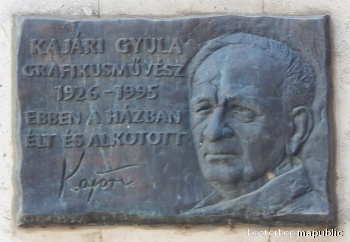 KAJÁRI GYULA
GRAFIKUSMŰVÉSZ
1926-1995
EBBEN A HÁZBAN
ÉLT ÉS ALKOTOTT
Kajári